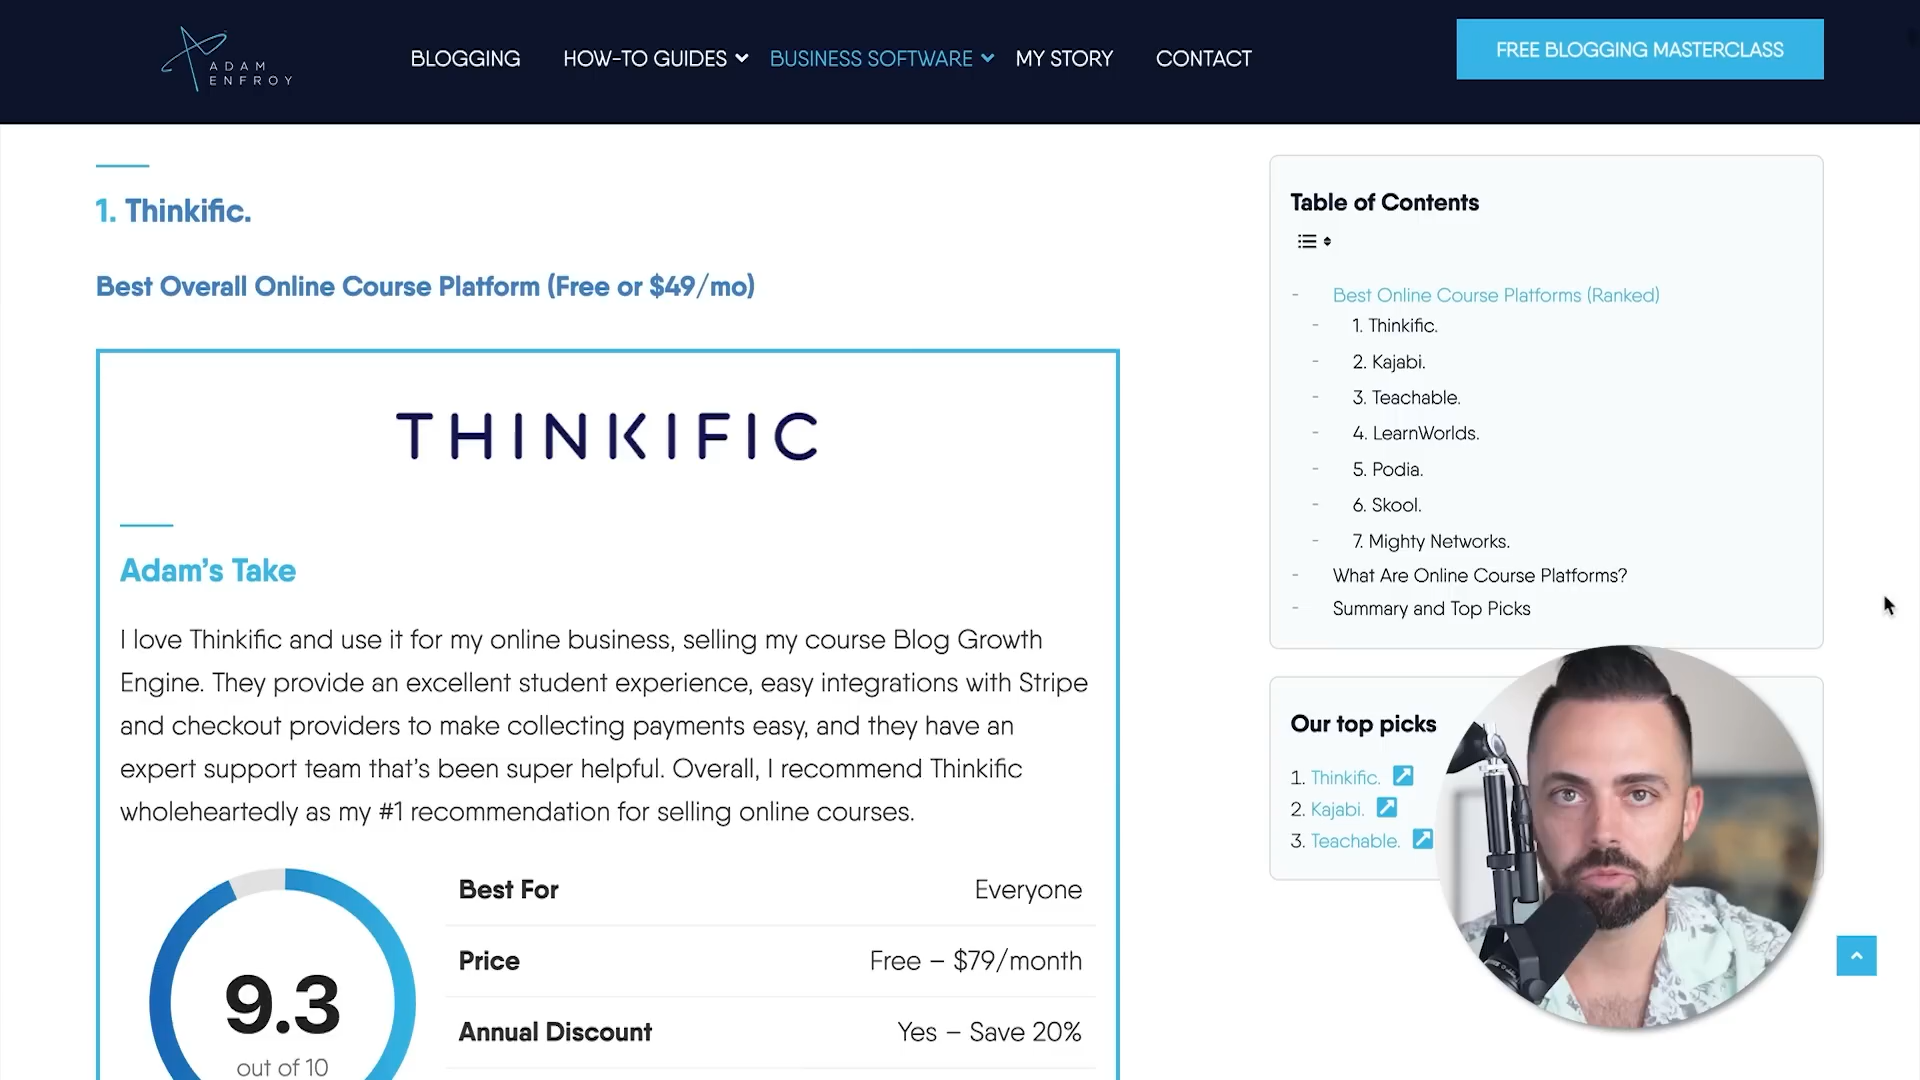 ADAM
ENFROY
BLOGGING
HOW-TO GUIDES
BUSINESS SOFTWARE
MY STORY
CONTACT
FREE BLOGGING MASTERCLASS
1. Thinkific.
Best Overall Online Course Platform (Free or $49/mo)
THINKIFIC
Adam's Take
I love Thinkific and use it for my online business, selling my course Blog Growth
Engine. They provide an excellent student experience, easy integrations with Stripe
and checkout providers to make collecting payments easy, and they have an
expert support team that's been super helpful. Overall, I recommend Thinkific
wholeheartedly as my #1 recommendation for selling online courses.
9.3
out of 10
Best For Everyone
Price Free – $79/month
Annual Discount Yes – Save 20%
Table of Contents
- Best Online Course Platforms (Ranked)
- 1. Thinkific.
- 2. Kajabi.
- 3. Teachable.
- 4. LearnWorlds.
- 5. Podia.
- 6. Skool.
- 7. Mighty Networks.
- What Are Online Course Platforms?
- Summary and Top Picks
Our top picks
1. Thinkific.
2. Kajabi.
3. Teachable.